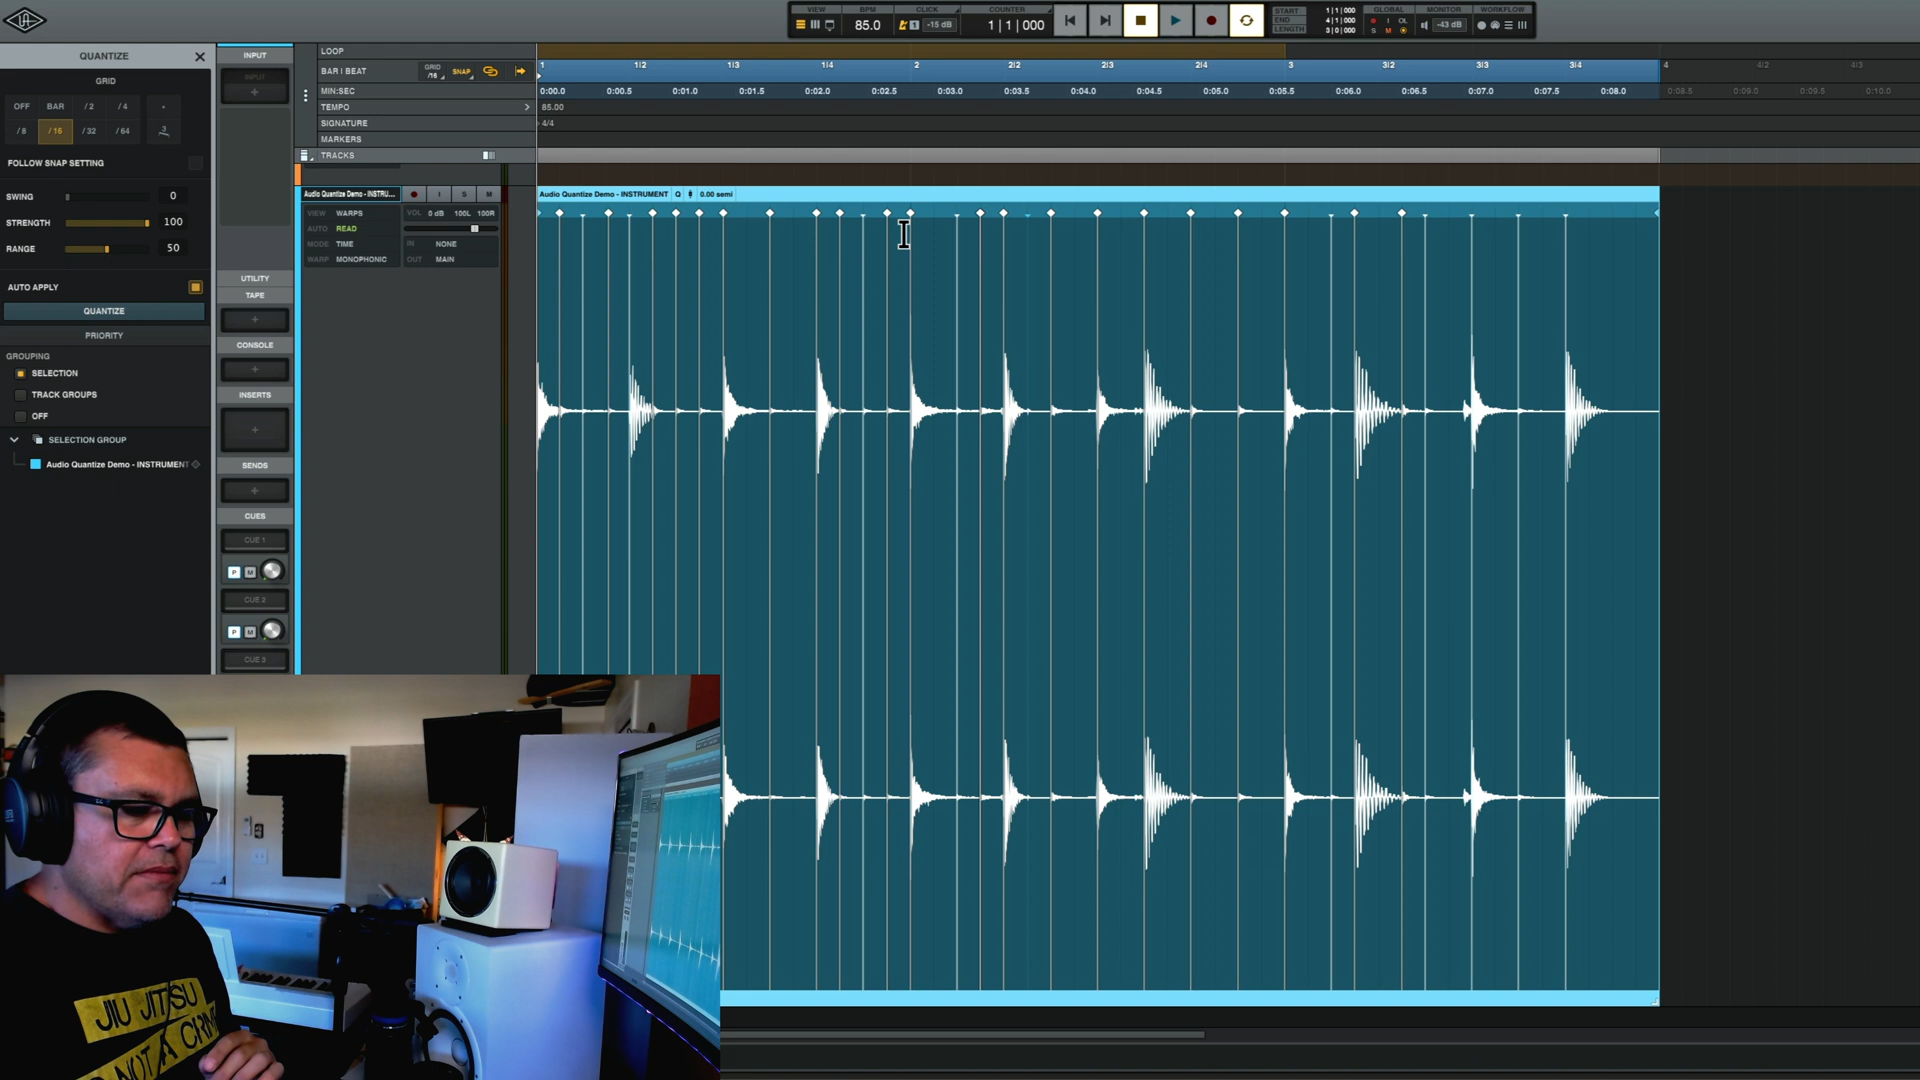 VIEW
BPM
85.0
CLICK
1
-15 dB
COUNTER
1|1|000
START 1|1|000
END 4|1|000
LENGTH 3|0|000
GLOBAL
I OL
S M
MONITOR
-43 dB
WORKFLOW
QUANTIZE
GRID
OFF BAR /2 /4
/8 /16 /32 /64 3
FOLLOW SNAP SETTING
SWING 0
STRENGTH 100
RANGE 50
AUTO APPLY
QUANTIZE
PRIORITY
GROUPING
SELECTION
TRACK GROUPS
OFF
SELECTION GROUP
Audio Quantize Demo - INSTRUMENT
INPUT
INPUT
UTILITY
TAPE
CONSOLE
INSERTS
SENDS
CUES
CUE 1
P M
CUE 2
P M
CUE 3
LOOP
BAR | BEAT GRID /16 SNAP
MIN:SEC
TEMPO
SIGNATURE
MARKERS
TRACKS
1 1|2 1|3 1|4 2 2|2 2|3 2|4 3 3|2 3|3 3|4 4 4|2 4|3
0:00.0 0:00.5 0:01.0 0:01.5 0:02.0 0:02.5 0:03.0 0:03.5 0:04.0 0:04.5 0:05.0 0:05.5 0:06.0 0:06.5 0:07.0 0:07.5 0:08.0 0:08.5 0:09.0 0:09.5 0:10.0
85.00
4/4
Audio Quantize Demo - INSTRU... I S M
VIEW WARPS VOL 0 dB 100L 100R
AUTO READ
MODE TIME IN NONE
WARP MONOPHONIC OUT MAIN
Audio Quantize Demo - INSTRUMENT Q 0.00 semi
JIU JITSU
NOT A CRIM